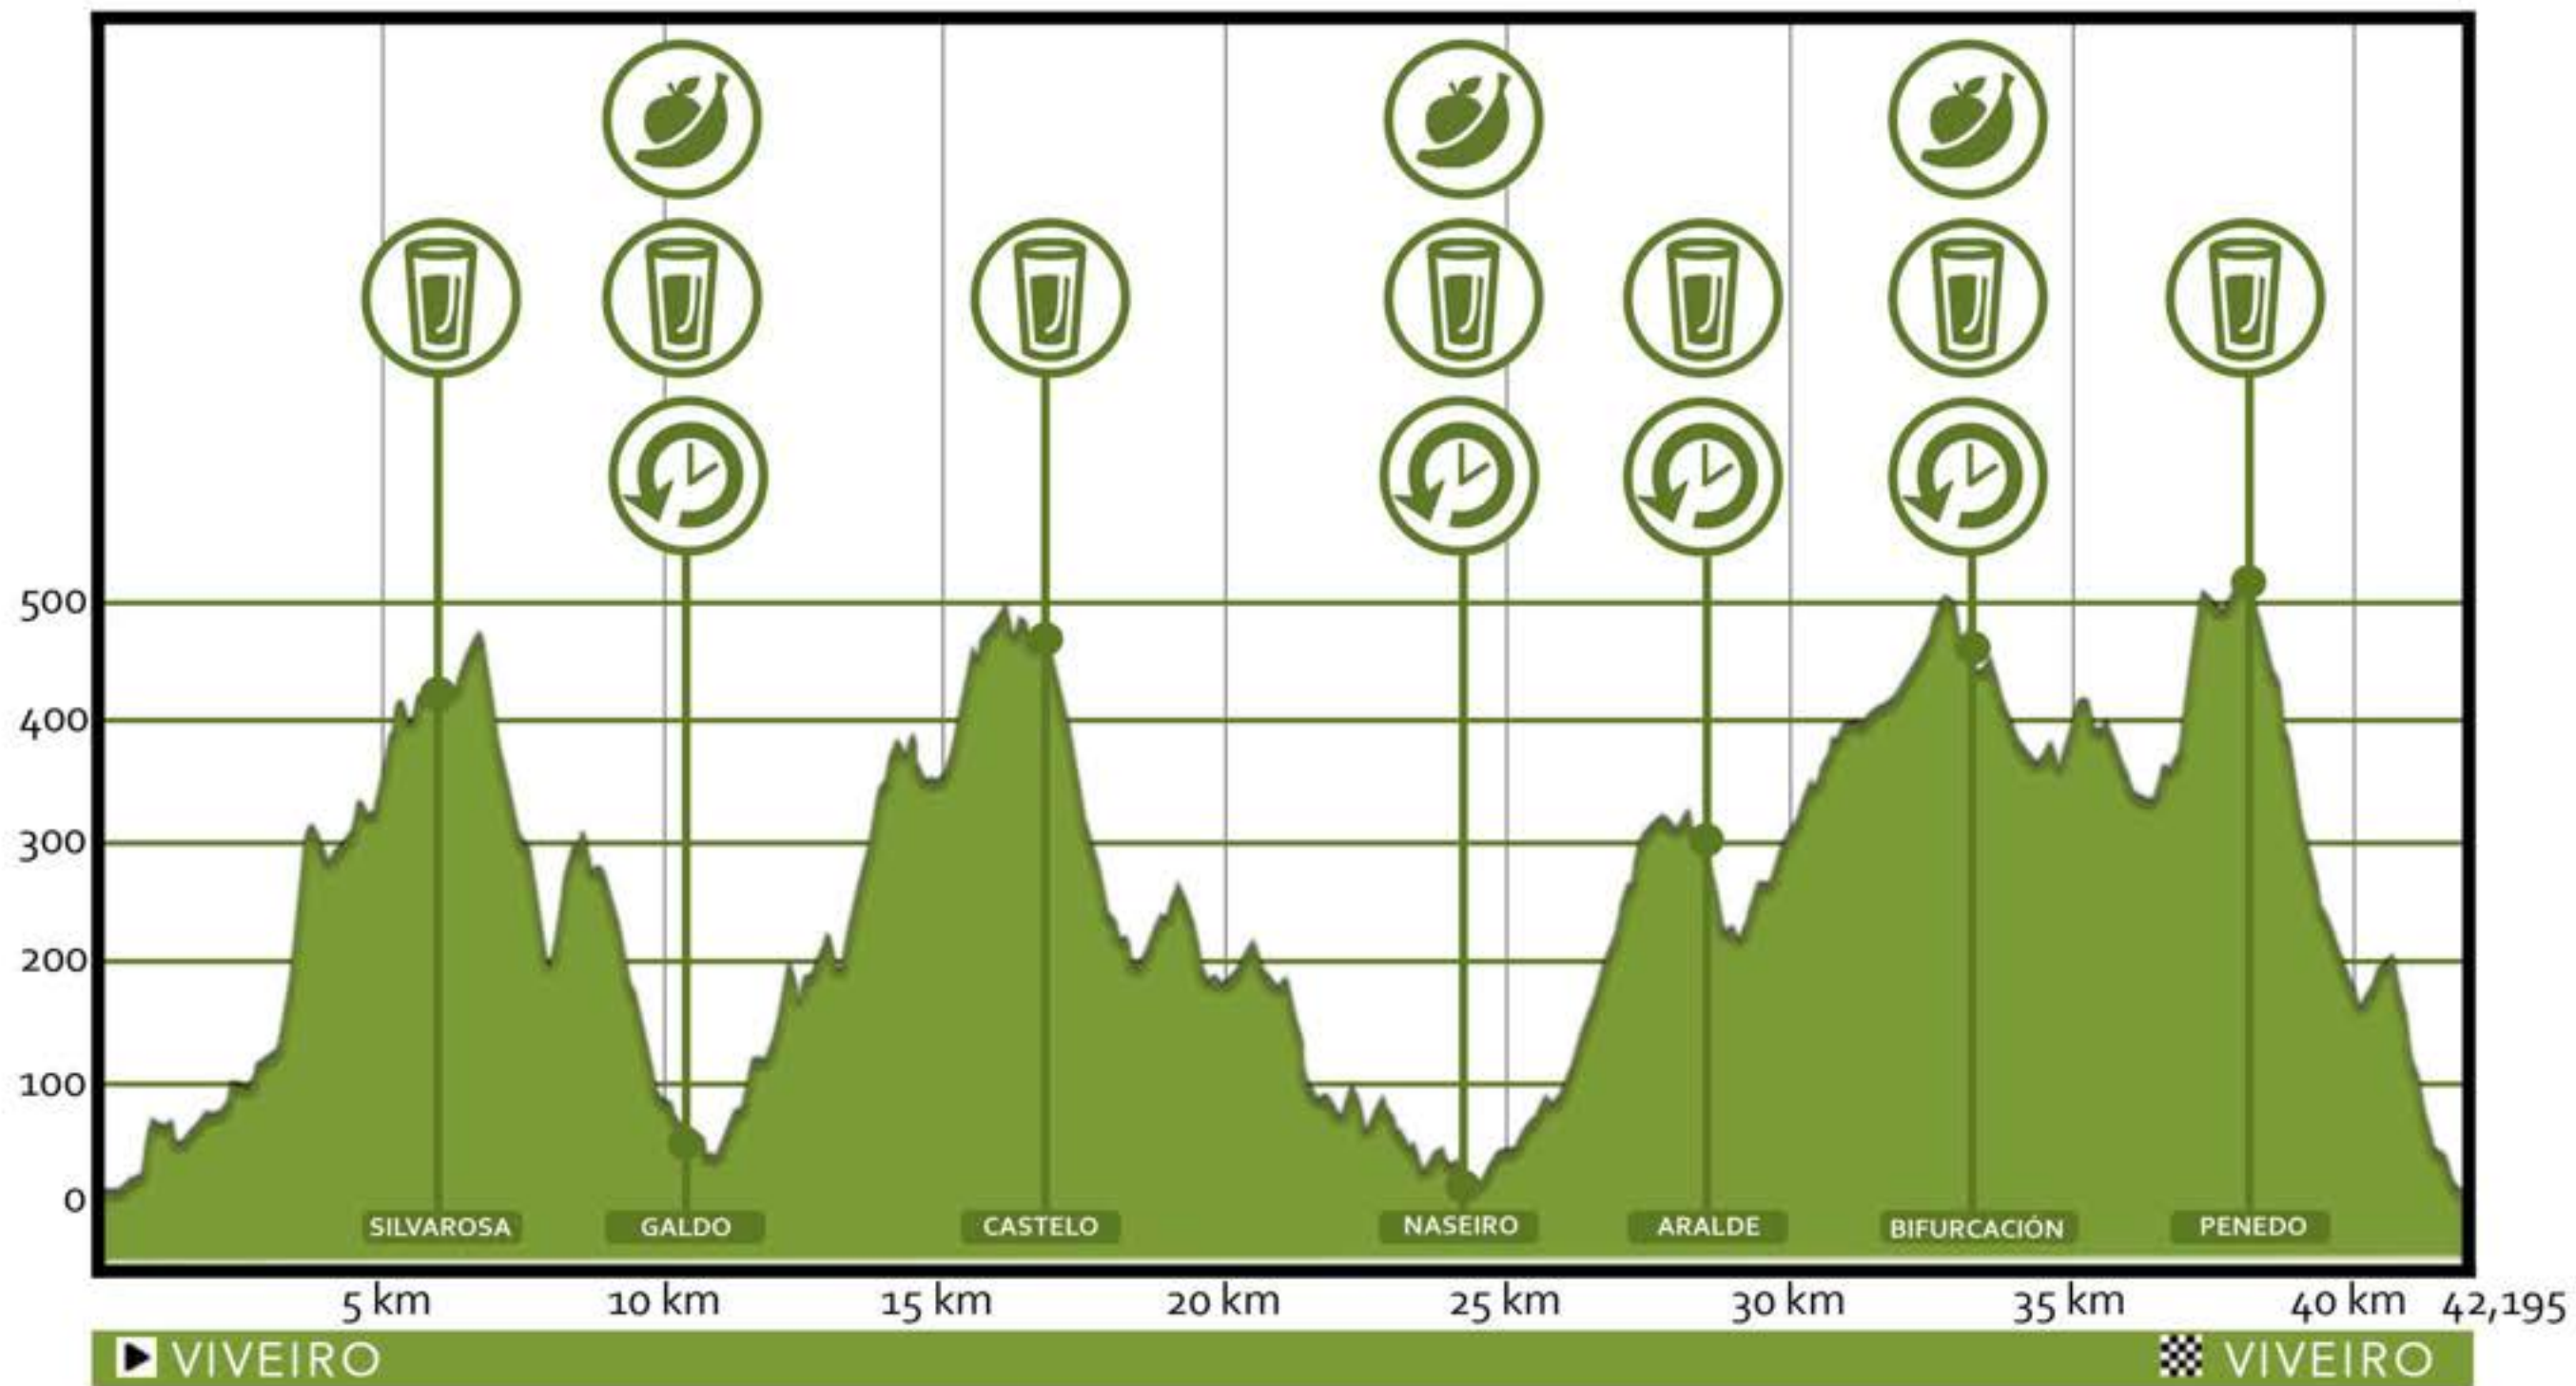 500
400
300
200
100
0
SILVAROSA
GALDO
CASTELO
NASEIRO
ARALDE
BIFURCACIÓN
PENEDO
5 km
10 km
15 km
20 km
25 km
30 km
35 km
40 km
42,195
VIVEIRO
VIVEIRO